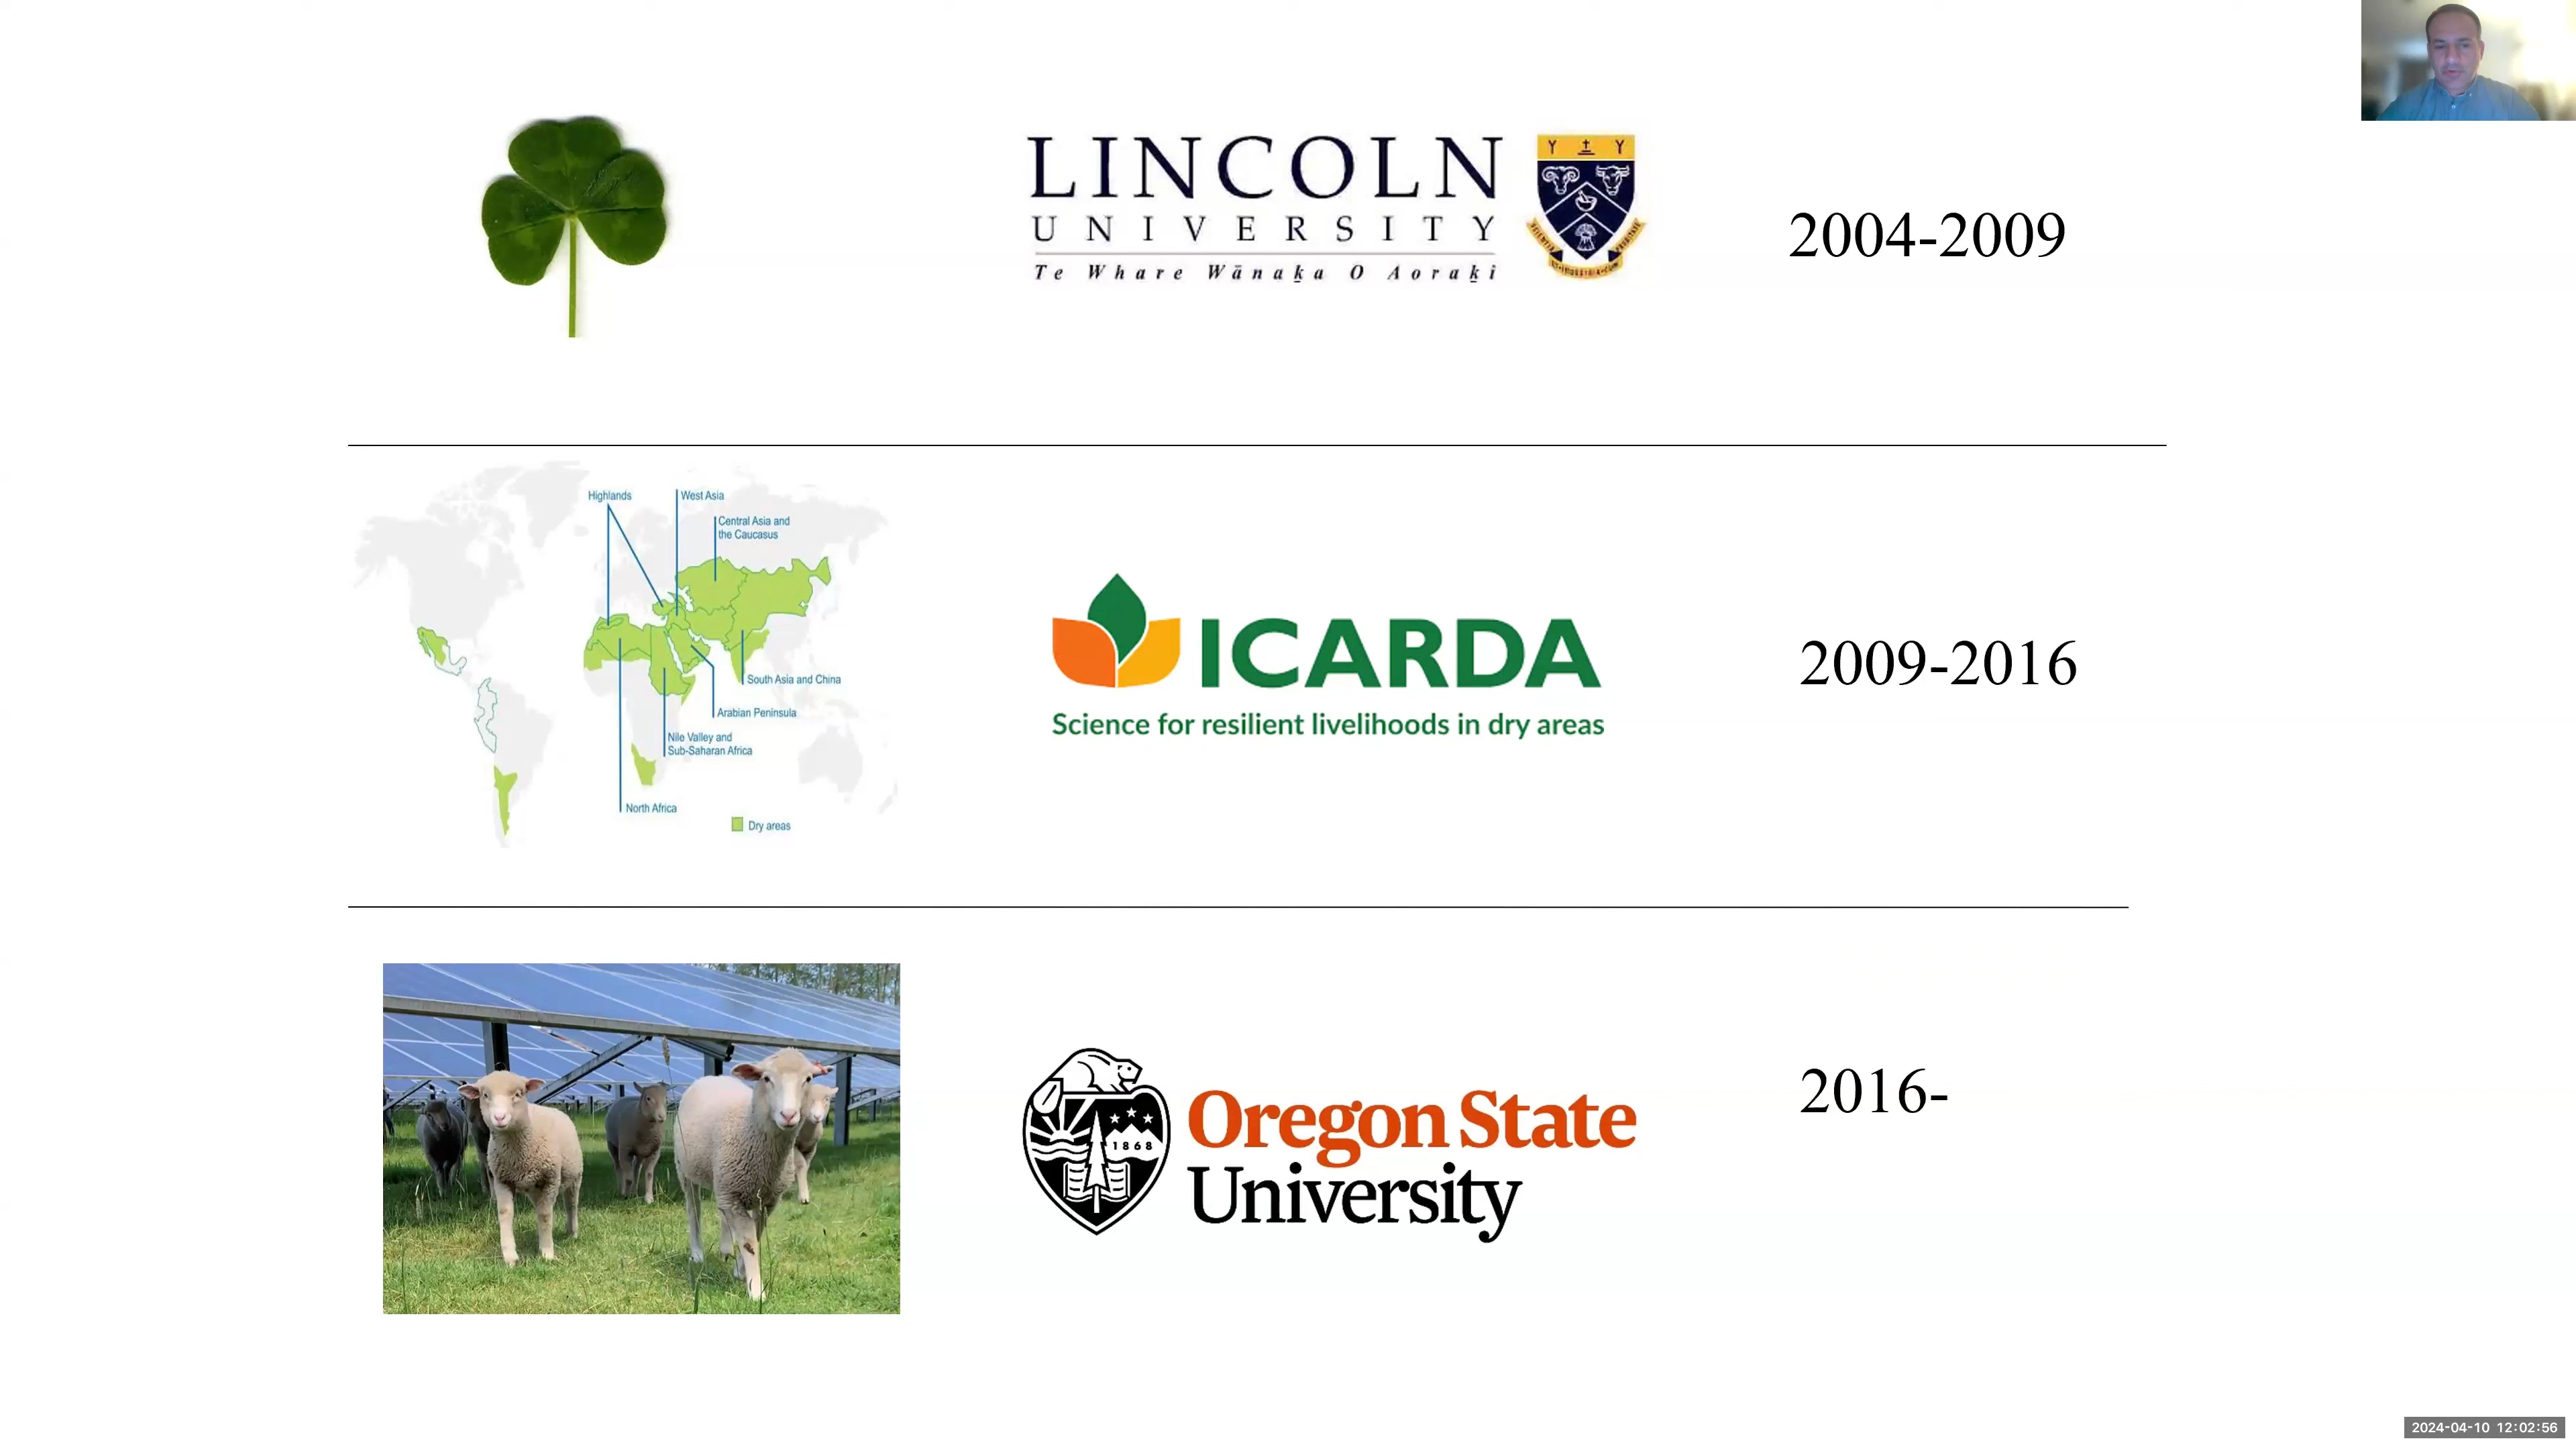 LINCOLN
UNIVERSITY
Te Whare Wānaḵa O Aoraḵi
2004-2009
Highlands
West Asia
Central Asia and
the Caucasus
South Asia and China
Arabian Peninsula
Nile Valley and
Sub-Saharan Africa
North Africa
Dry areas
ICARDA
Science for resilient livelihoods in dry areas
2009-2016
1868
Oregon State
University
2016-
2024-04-10 12:02:56